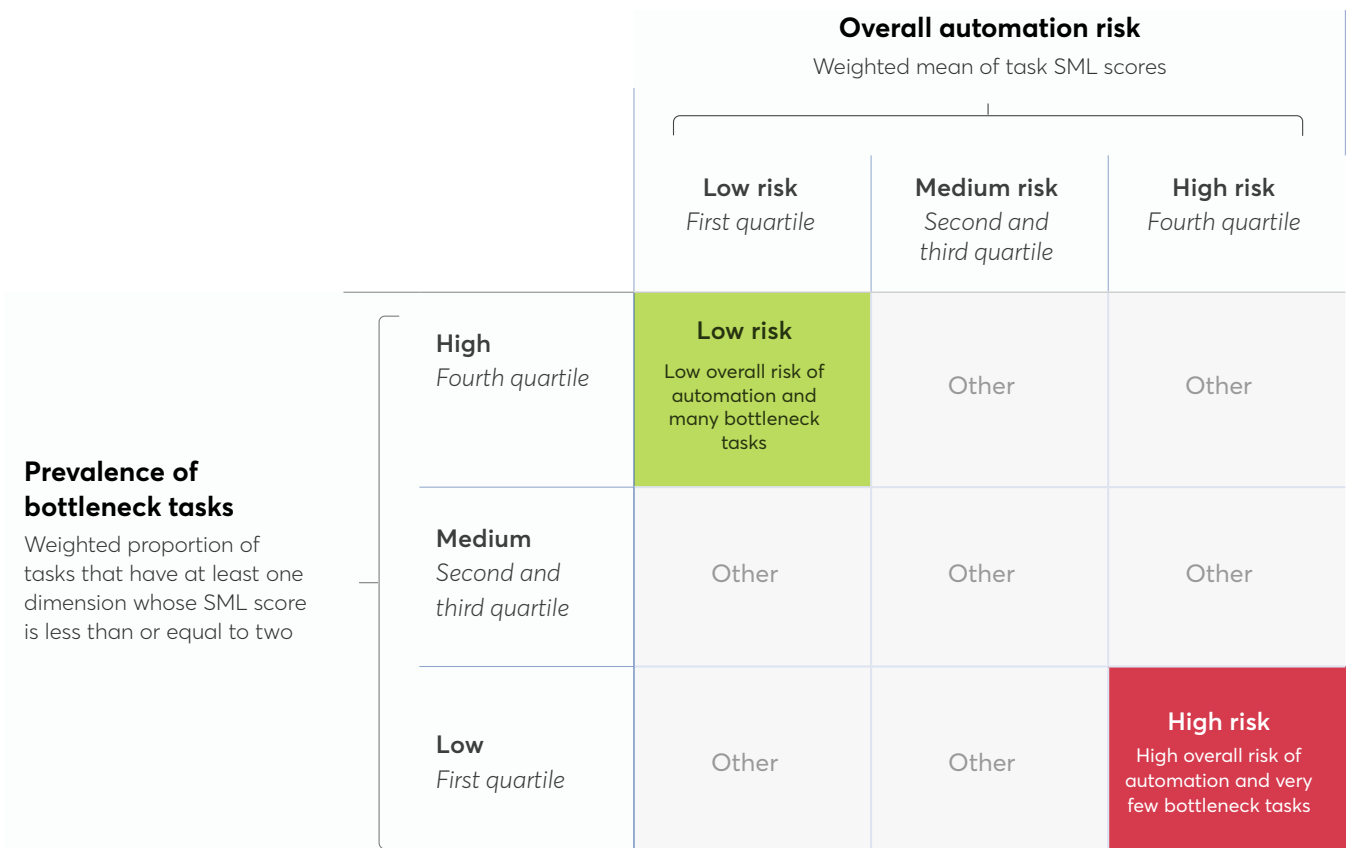 Overall automation risk
Weighted mean of task SML scores
Low risk
First quartile
Medium risk
Second and
third quartile
High risk
Fourth quartile
Prevalence of
bottleneck tasks
Weighted proportion of
tasks that have at least one
dimension whose SML score
is less than or equal to two
High
Fourth quartile
Low risk
Low overall risk of
automation and
many bottleneck
tasks
Other
Other
Medium
Second and
third quartile
Other
Other
Other
Low
First quartile
Other
Other
High risk
High overall risk of
automation and very
few bottleneck tasks